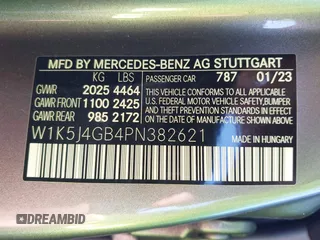 MFD BY MERCEDES-BENZ AG STUTTGART
KG LBS 787 01/23
GVWR 2025 4464
GAWR FRONT 1100 2425
GAWR REAR 985 2172
THIS VEHICLE CONFORMS TO ALL APPLICABLE
FEDERAL MOTOR VEHICLE SAFETY, BUMPER
AND THEFT PREVENTION STANDARDS IN
EFFECT ON THE DATE OF MANUFACTURE
SHOWN ABOVE.
W1K5J4GB4PN382621
PASSENGER CAR
MADE IN HUNGARY
DREAMBID